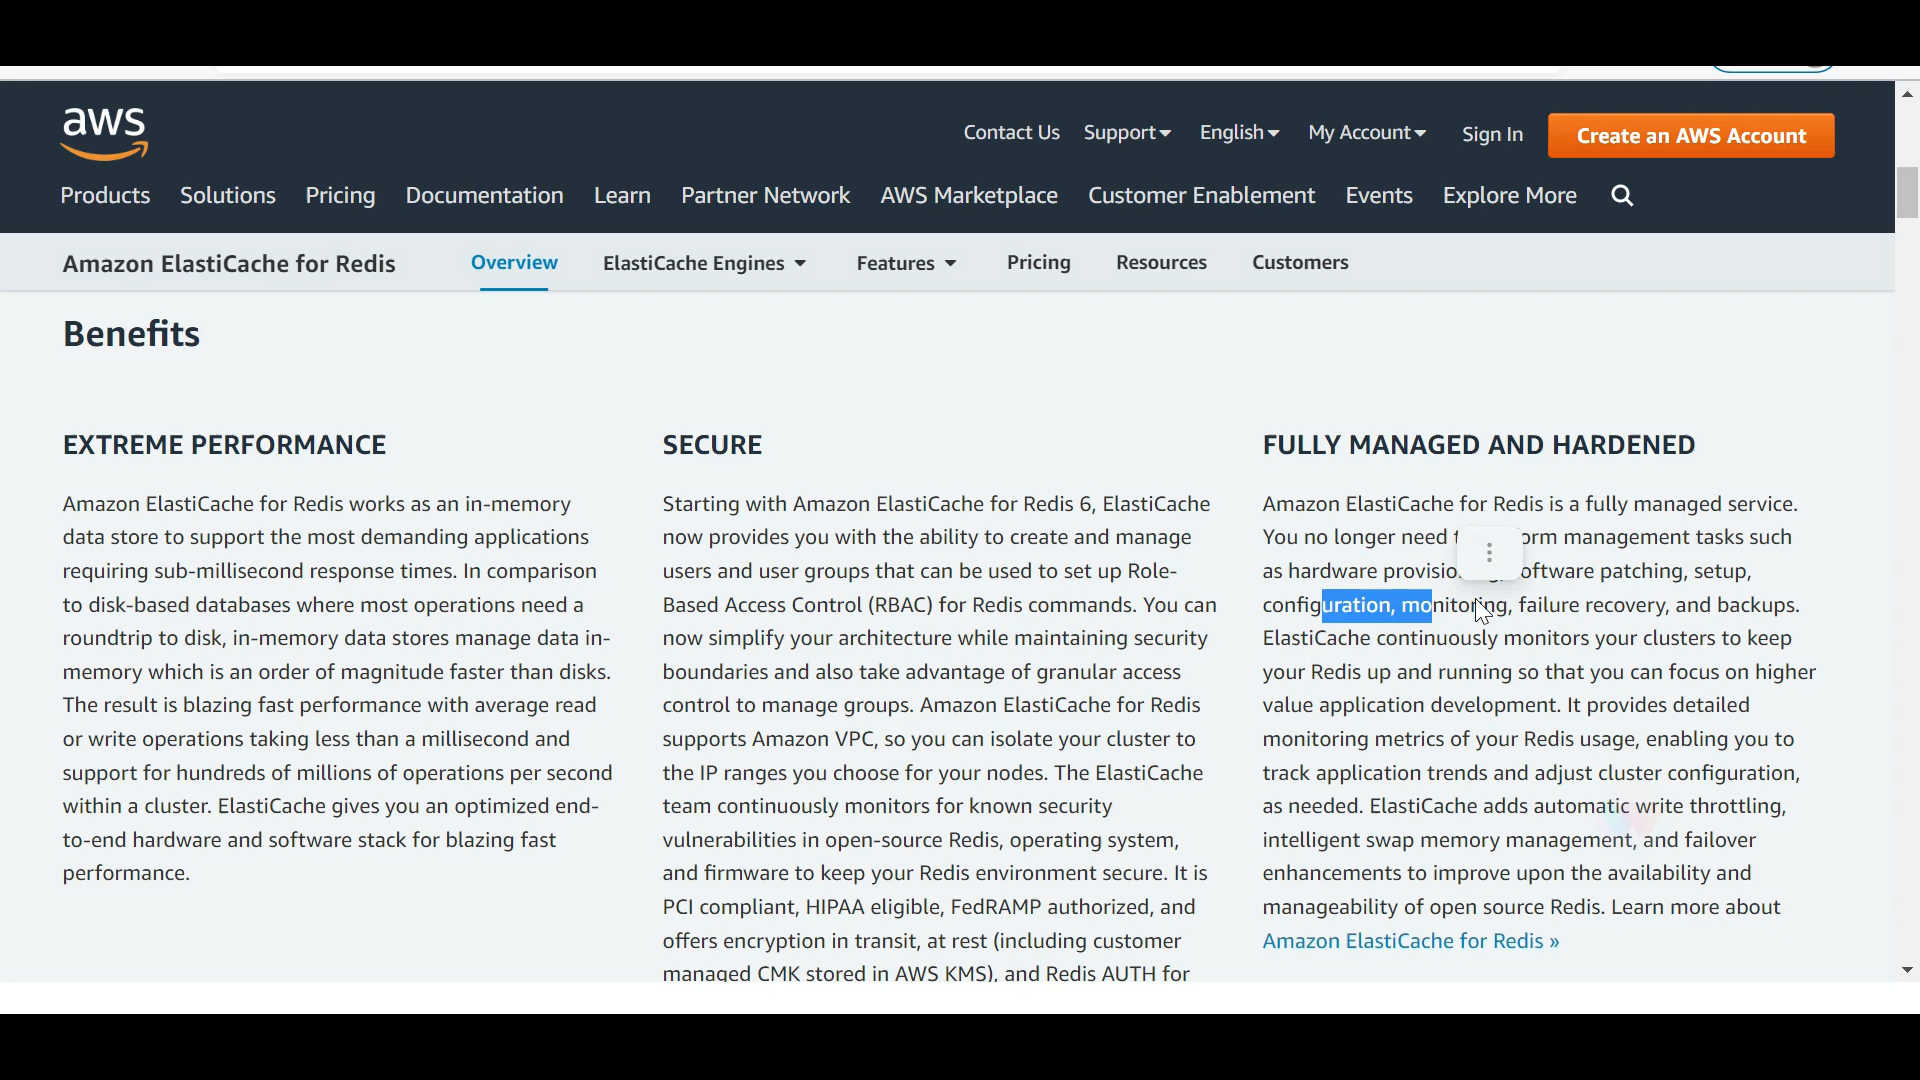 aws
Contact Us Support English My Account Sign In Create an AWS Account
Products Solutions Pricing Documentation Learn Partner Network AWS Marketplace Customer Enablement Events Explore More
Amazon ElastiCache for Redis Overview ElastiCache Engines Features Pricing Resources Customers
Benefits
EXTREME PERFORMANCE
Amazon ElastiCache for Redis works as an in-memory
data store to support the most demanding applications
requiring sub-millisecond response times. In comparison
to disk-based databases where most operations need a
roundtrip to disk, in-memory data stores manage data in-
memory which is an order of magnitude faster than disks.
The result is blazing fast performance with average read
or write operations taking less than a millisecond and
support for hundreds of millions of operations per second
within a cluster. ElastiCache gives you an optimized end-
to-end hardware and software stack for blazing fast
performance.
SECURE
Starting with Amazon ElastiCache for Redis 6, ElastiCache
now provides you with the ability to create and manage
users and user groups that can be used to set up Role-
Based Access Control (RBAC) for Redis commands. You can
now simplify your architecture while maintaining security
boundaries and also take advantage of granular access
control to manage groups. Amazon ElastiCache for Redis
supports Amazon VPC, so you can isolate your cluster to
the IP ranges you choose for your nodes. The ElastiCache
team continuously monitors for known security
vulnerabilities in open-source Redis, operating system,
and firmware to keep your Redis environment secure. It is
PCI compliant, HIPAA eligible, FedRAMP authorized, and
offers encryption in transit, at rest (including customer
managed CMK stored in AWS KMS), and Redis AUTH for
FULLY MANAGED AND HARDENED
Amazon ElastiCache for Redis is a fully managed service.
You no longer need management tasks such
as hardware patching, setup,
configuration, monitoring, failure recovery, and backups.
ElastiCache continuously monitors your clusters to keep
your Redis up and running so that you can focus on higher
value application development. It provides detailed
monitoring metrics of your Redis usage, enabling you to
track application trends and adjust cluster configuration,
as needed. ElastiCache adds automatic write throttling,
intelligent swap memory management, and failover
enhancements to improve upon the availability and
manageability of open source Redis. Learn more about
Amazon ElastiCache for Redis »